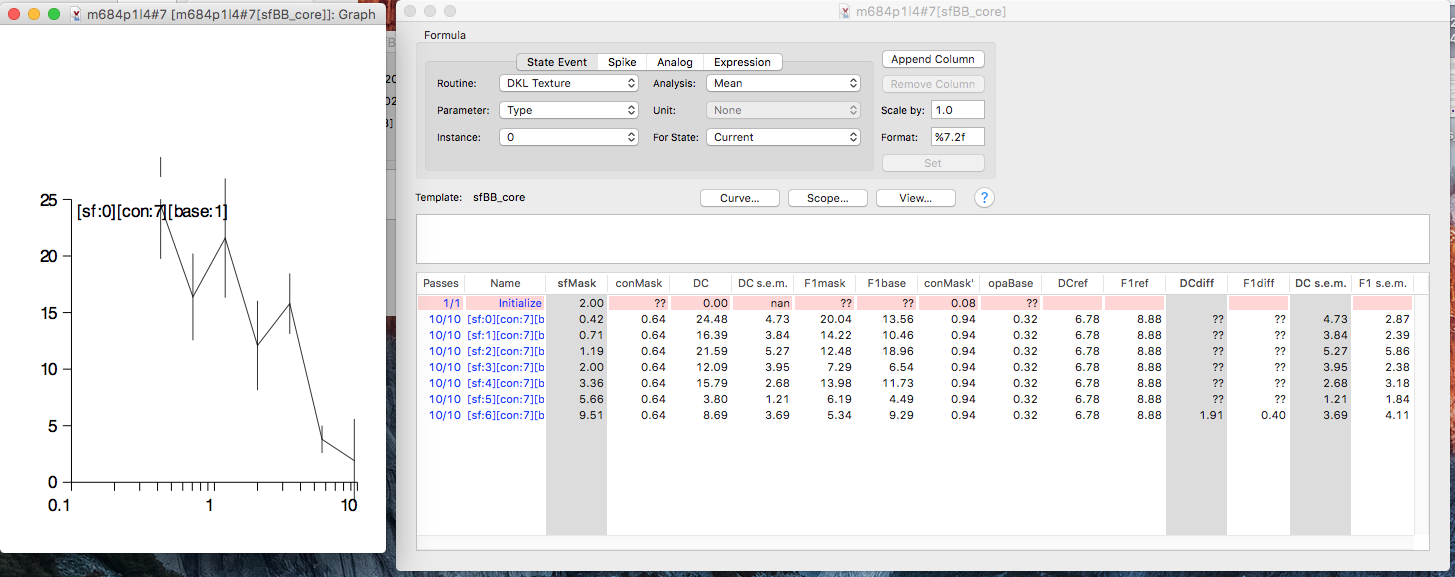 m684p1l4#7 [m684p1l4#7[sfBB_core]]: Graph
25
[sf:0][con:7][base:1]
20
15
10
5
0
0.1 1 10
m684p1l4#7[sfBB_core]
Formula
State Event Spike Analog Expression
Append Column
Routine: DKL Texture Analysis: Mean
Remove Column
Parameter: Type Unit: None
Scale by: 1.0
Instance: 0 For State: Current
Format: %7.2f
Set
Template: sfBB_core Curve... Scope... View... ?
Passes Name sfMask conMask DC DC s.e.m. F1mask F1base conMask' opaBase DCref F1ref DCdiff F1diff DC s.e.m. F1 s.e.m.
1/1 Initialize 2.00 ?? 0.00 nan ?? ?? 0.08 ??
10/10 [sf:0][con:7][b 0.42 0.64 24.48 4.73 20.04 13.56 0.94 0.32 6.78 8.88 ?? ?? 4.73 2.87
10/10 [sf:1][con:7][b 0.71 0.64 16.39 3.84 14.22 10.46 0.94 0.32 6.78 8.88 ?? ?? 3.84 2.39
10/10 [sf:2][con:7][b 1.19 0.64 21.59 5.27 12.48 18.96 0.94 0.32 6.78 8.88 ?? ?? 5.27 5.86
10/10 [sf:3][con:7][b 2.00 0.64 12.09 3.95 7.29 6.54 0.94 0.32 6.78 8.88 ?? ?? 3.95 2.38
10/10 [sf:4][con:7][b 3.36 0.64 15.79 2.68 13.98 11.73 0.94 0.32 6.78 8.88 ?? ?? 2.68 3.18
10/10 [sf:5][con:7][b 5.66 0.64 3.80 1.21 6.19 4.49 0.94 0.32 6.78 8.88 ?? ?? 1.21 1.84
10/10 [sf:6][con:7][b 9.51 0.64 8.69 3.69 5.34 9.29 0.94 0.32 6.78 8.88 1.91 0.40 3.69 4.11